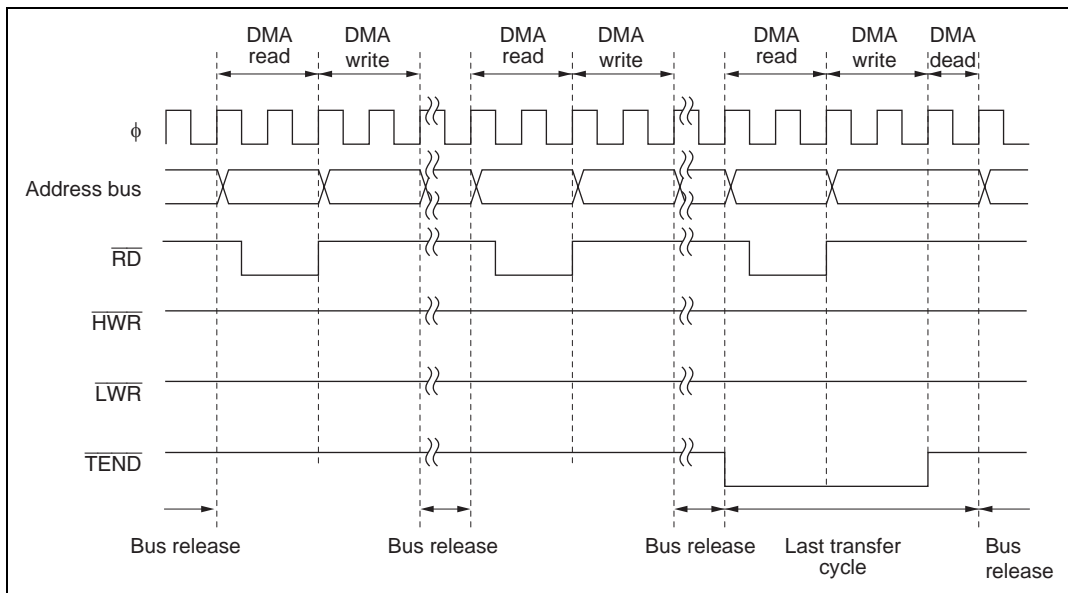 DMA read
DMA write
DMA read
DMA write
DMA read
DMA write
DMA dead
ϕ
Address bus
RD
HWR
LWR
TEND
Bus release
Bus release
Bus release
Last transfer cycle
Bus release